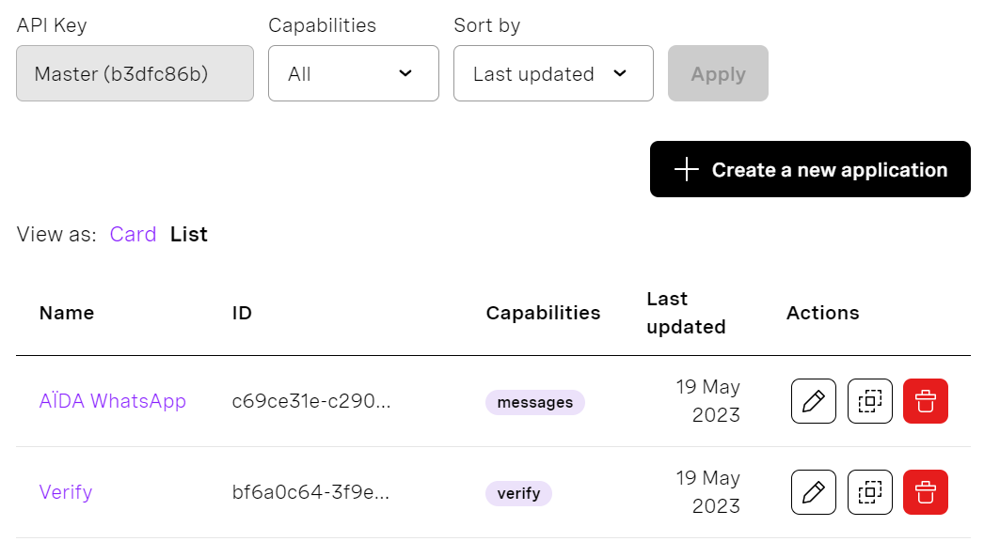 API Key Capabilities Sort by
Master (b3dfc86b) All Last updated Apply
Create a new application
View as: Card List
Name ID Capabilities Last updated Actions
AÏDA WhatsApp c69ce31e-c290... messages 19 May 2023
Verify bf6a0c64-3f9e... verify 19 May 2023